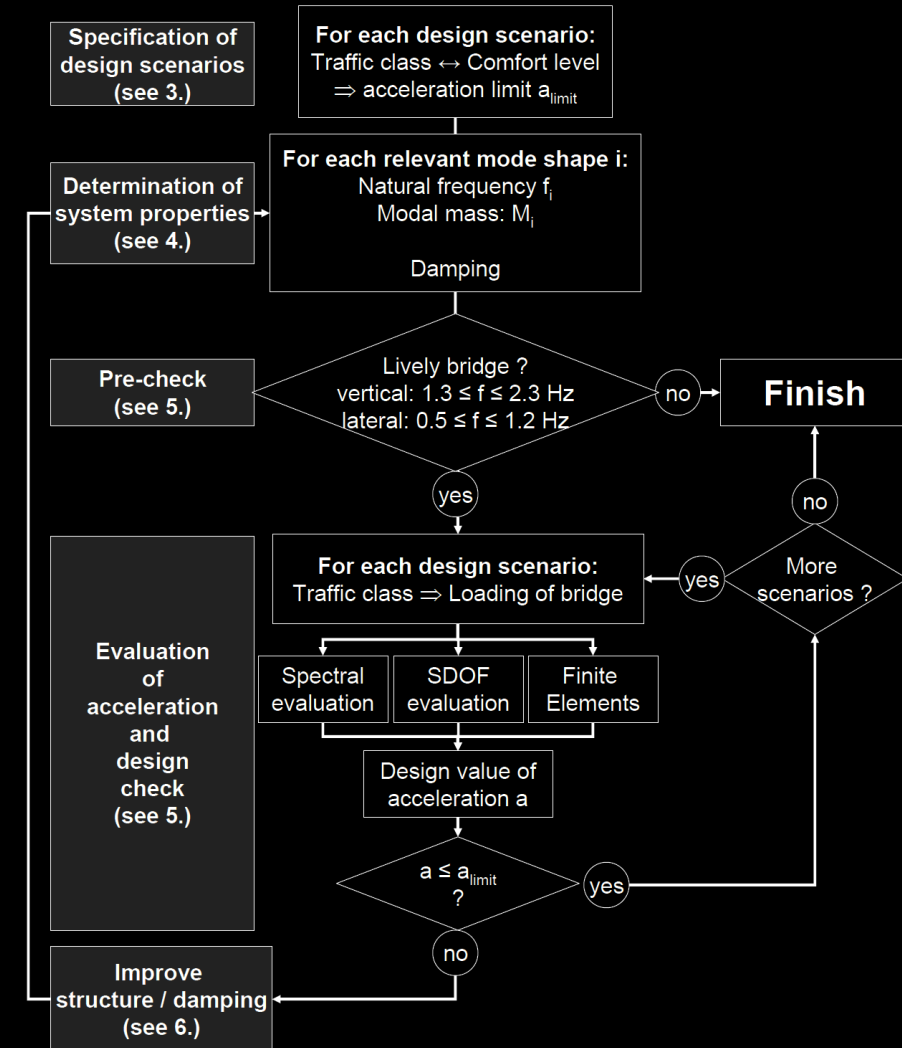 Specification of
design scenarios
(see 3.)
For each design scenario:
Traffic class ↔ Comfort level
⇒ acceleration limit a_limit
Determination of
system properties
(see 4.)
For each relevant mode shape i:
Natural frequency f_i
Modal mass: M_i
Damping
Pre-check
(see 5.)
Lively bridge ?
vertical: 1.3 ≤ f ≤ 2.3 Hz
lateral: 0.5 ≤ f ≤ 1.2 Hz
no
Finish
yes
no
For each design scenario:
Traffic class ⇒ Loading of bridge
yes
More
scenarios ?
Evaluation
of
acceleration
and
design
check
(see 5.)
Spectral
evaluation
SDOF
evaluation
Finite
Elements
Design value of
acceleration a
a ≤ a_limit
?
yes
no
Improve
structure / damping
(see 6.)